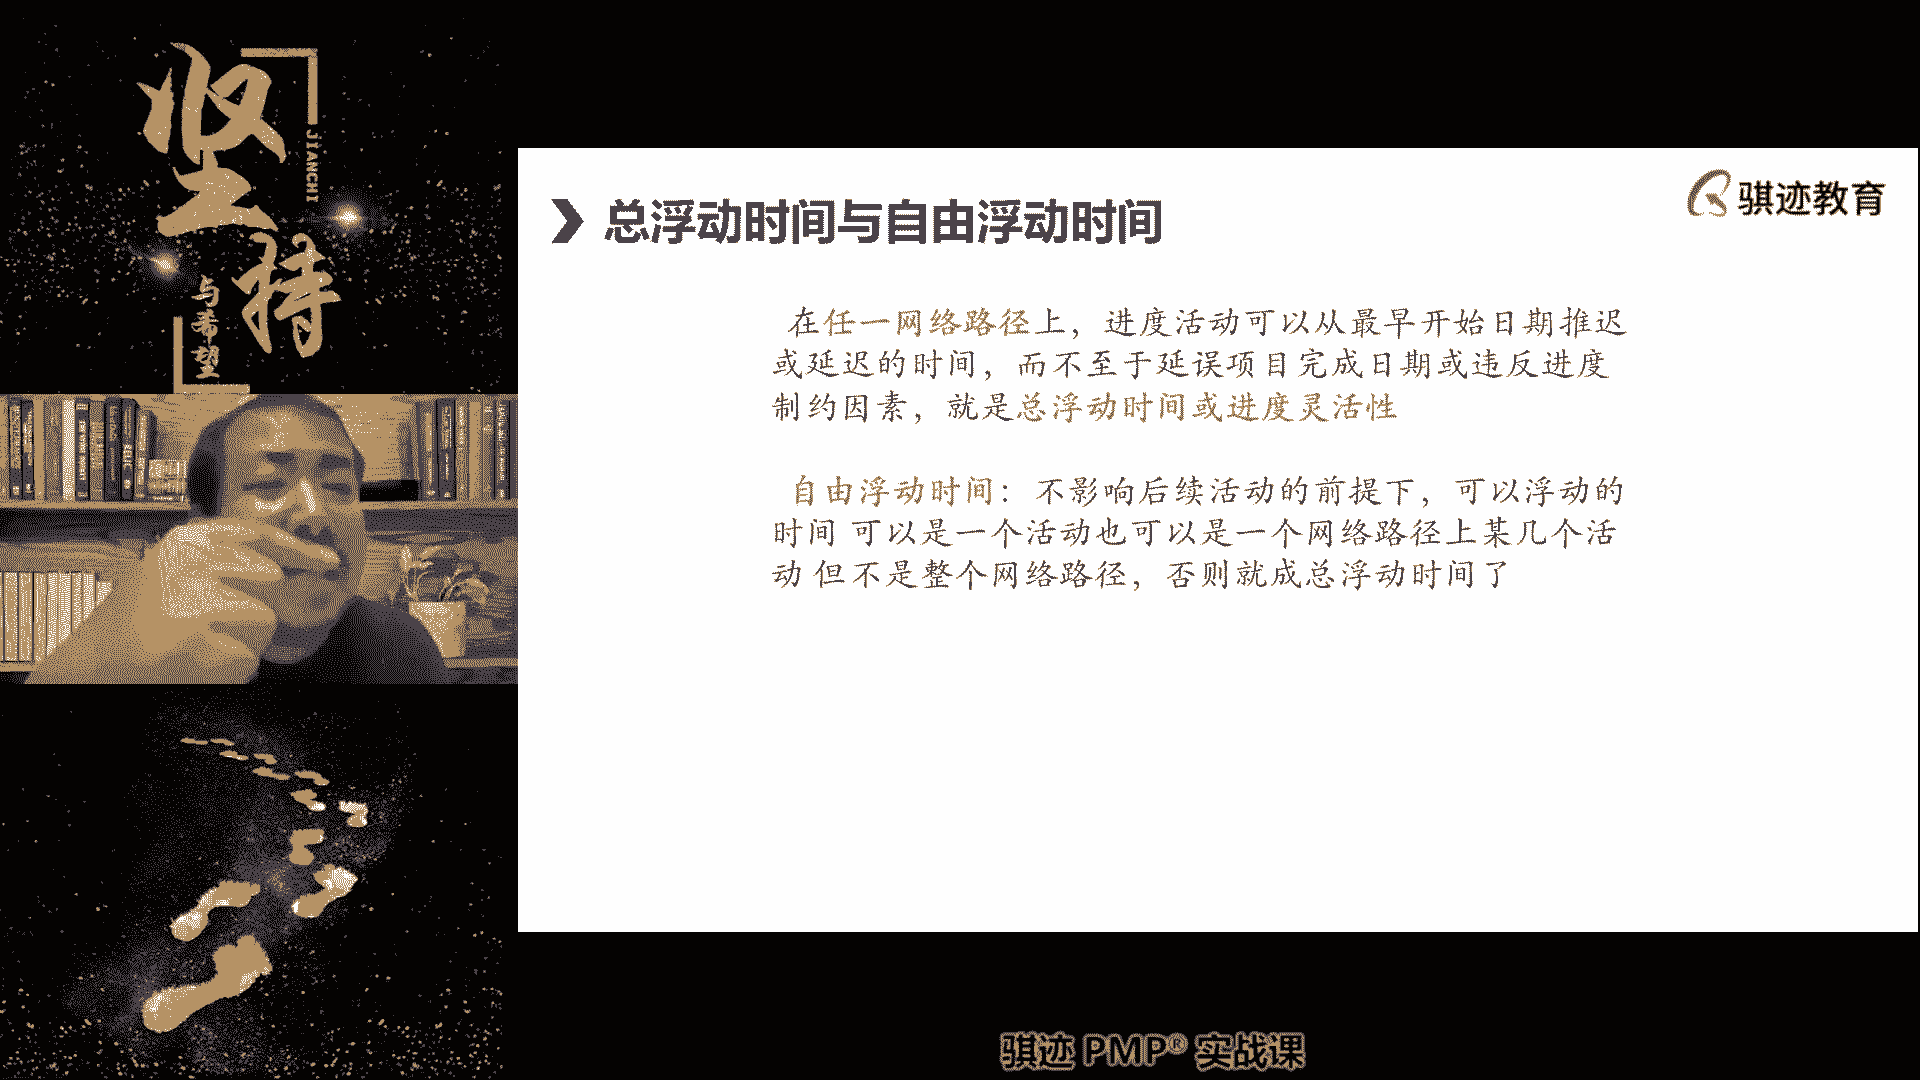 坚持
JIANCHI
与希望
骐迹教育
总浮动时间与自由浮动时间
在任一网络路径上，进度活动可以从最早开始日期推迟
或延迟的时间，而不至于延误项目完成日期或违反进度
制约因素，就是总浮动时间或进度灵活性
自由浮动时间： 不影响后续活动的前提下，可以浮动的
时间 可以是一个活动也可以是一个网络路径上某几个活
动 但不是整个网络路径，否则就成总浮动时间了
骐迹 PMP® 实战课